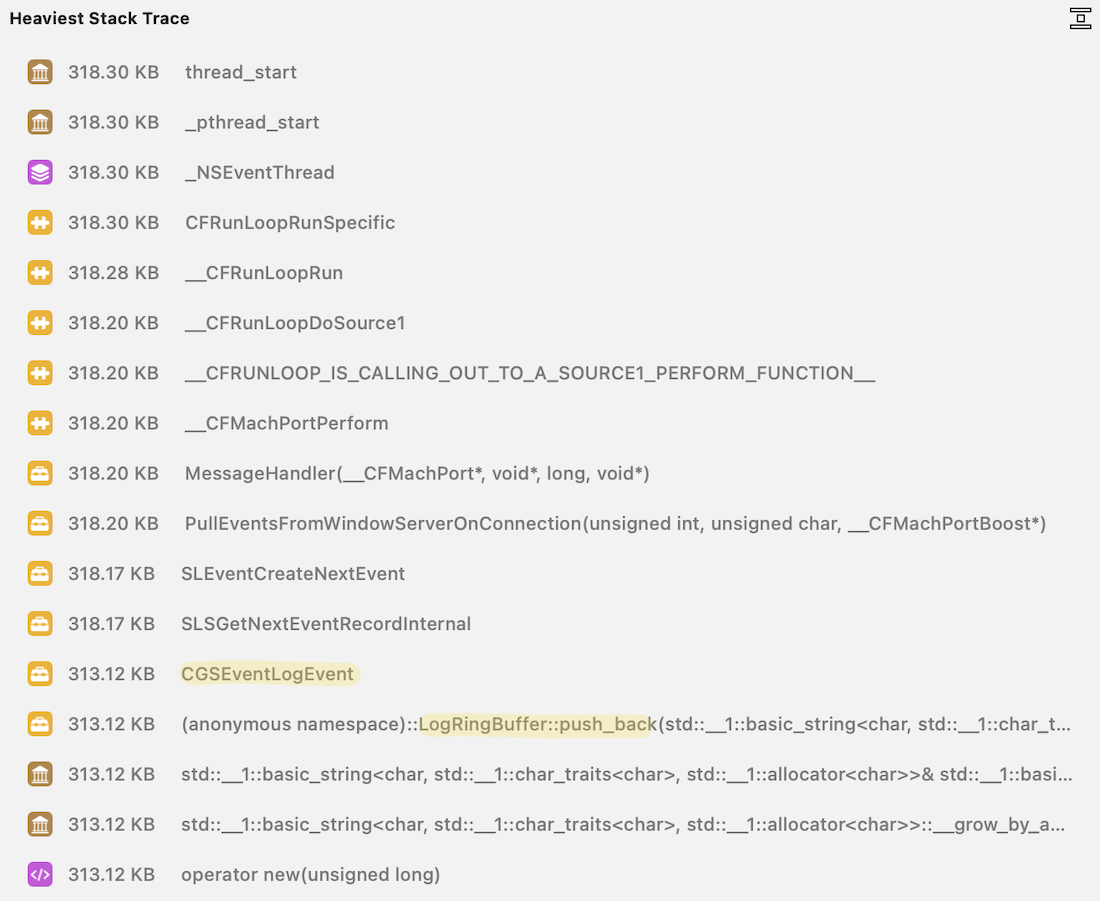 Heaviest Stack Trace
318.30 KB thread_start
318.30 KB _pthread_start
318.30 KB _NSEventThread
318.30 KB CFRunLoopRunSpecific
318.28 KB __CFRunLoopRun
318.20 KB __CFRunLoopDoSource1
318.20 KB __CFRUNLOOP_IS_CALLING_OUT_TO_A_SOURCE1_PERFORM_FUNCTION__
318.20 KB __CFMachPortPerform
318.20 KB MessageHandler(__CFMachPort*, void*, long, void*)
318.20 KB PullEventsFromWindowServerOnConnection(unsigned int, unsigned char, __CFMachPortBoost*)
318.17 KB SLEventCreateNextEvent
318.17 KB SLSGetNextEventRecordInternal
313.12 KB CGSEventLogEvent
313.12 KB (anonymous namespace)::LogRingBuffer::push_back(std::__1::basic_string<char, std::__1::char_t...
313.12 KB std::__1::basic_string<char, std::__1::char_traits<char>, std::__1::allocator<char>>& std::__1::basi...
313.12 KB std::__1::basic_string<char, std::__1::char_traits<char>, std::__1::allocator<char>>::__grow_by_a...
313.12 KB operator new(unsigned long)